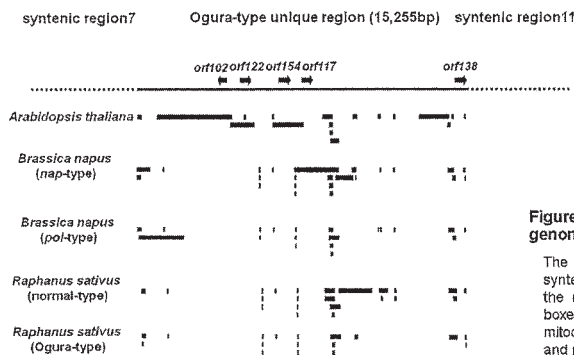 syntenic region7 Ogura-type unique region (15,255bp) syntenic region11
orf102 orf122 orf154 orf117 orf138
Arabidopsis thaliana
Brassica napus
(nap-type)
Brassica napus
(pol-type)
Raphanus sativus
(normal-type)
Raphanus sativus
(Ogura-type)
Figure
genom
The
synte
the r
boxe
mitoc
and r